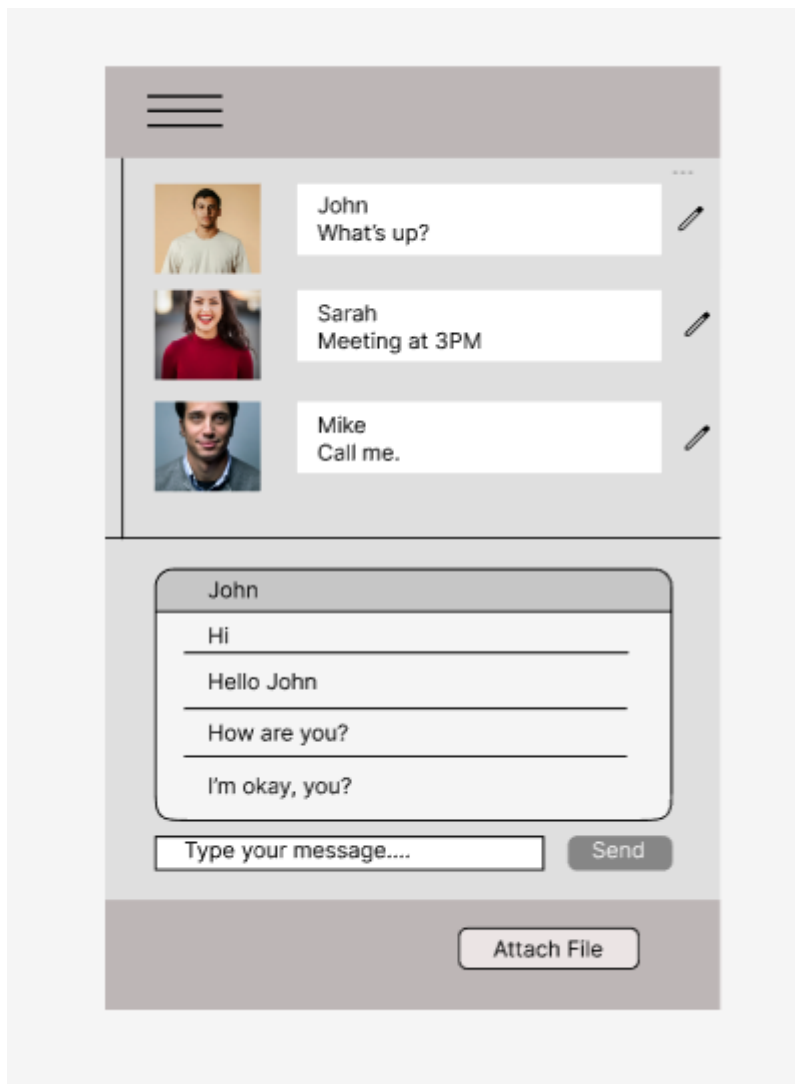 John
What's up?
Sarah
Meeting at 3PM
Mike
Call me.
John
Hi
Hello John
How are you?
I'm okay, you?
Type your message....
Send
Attach File